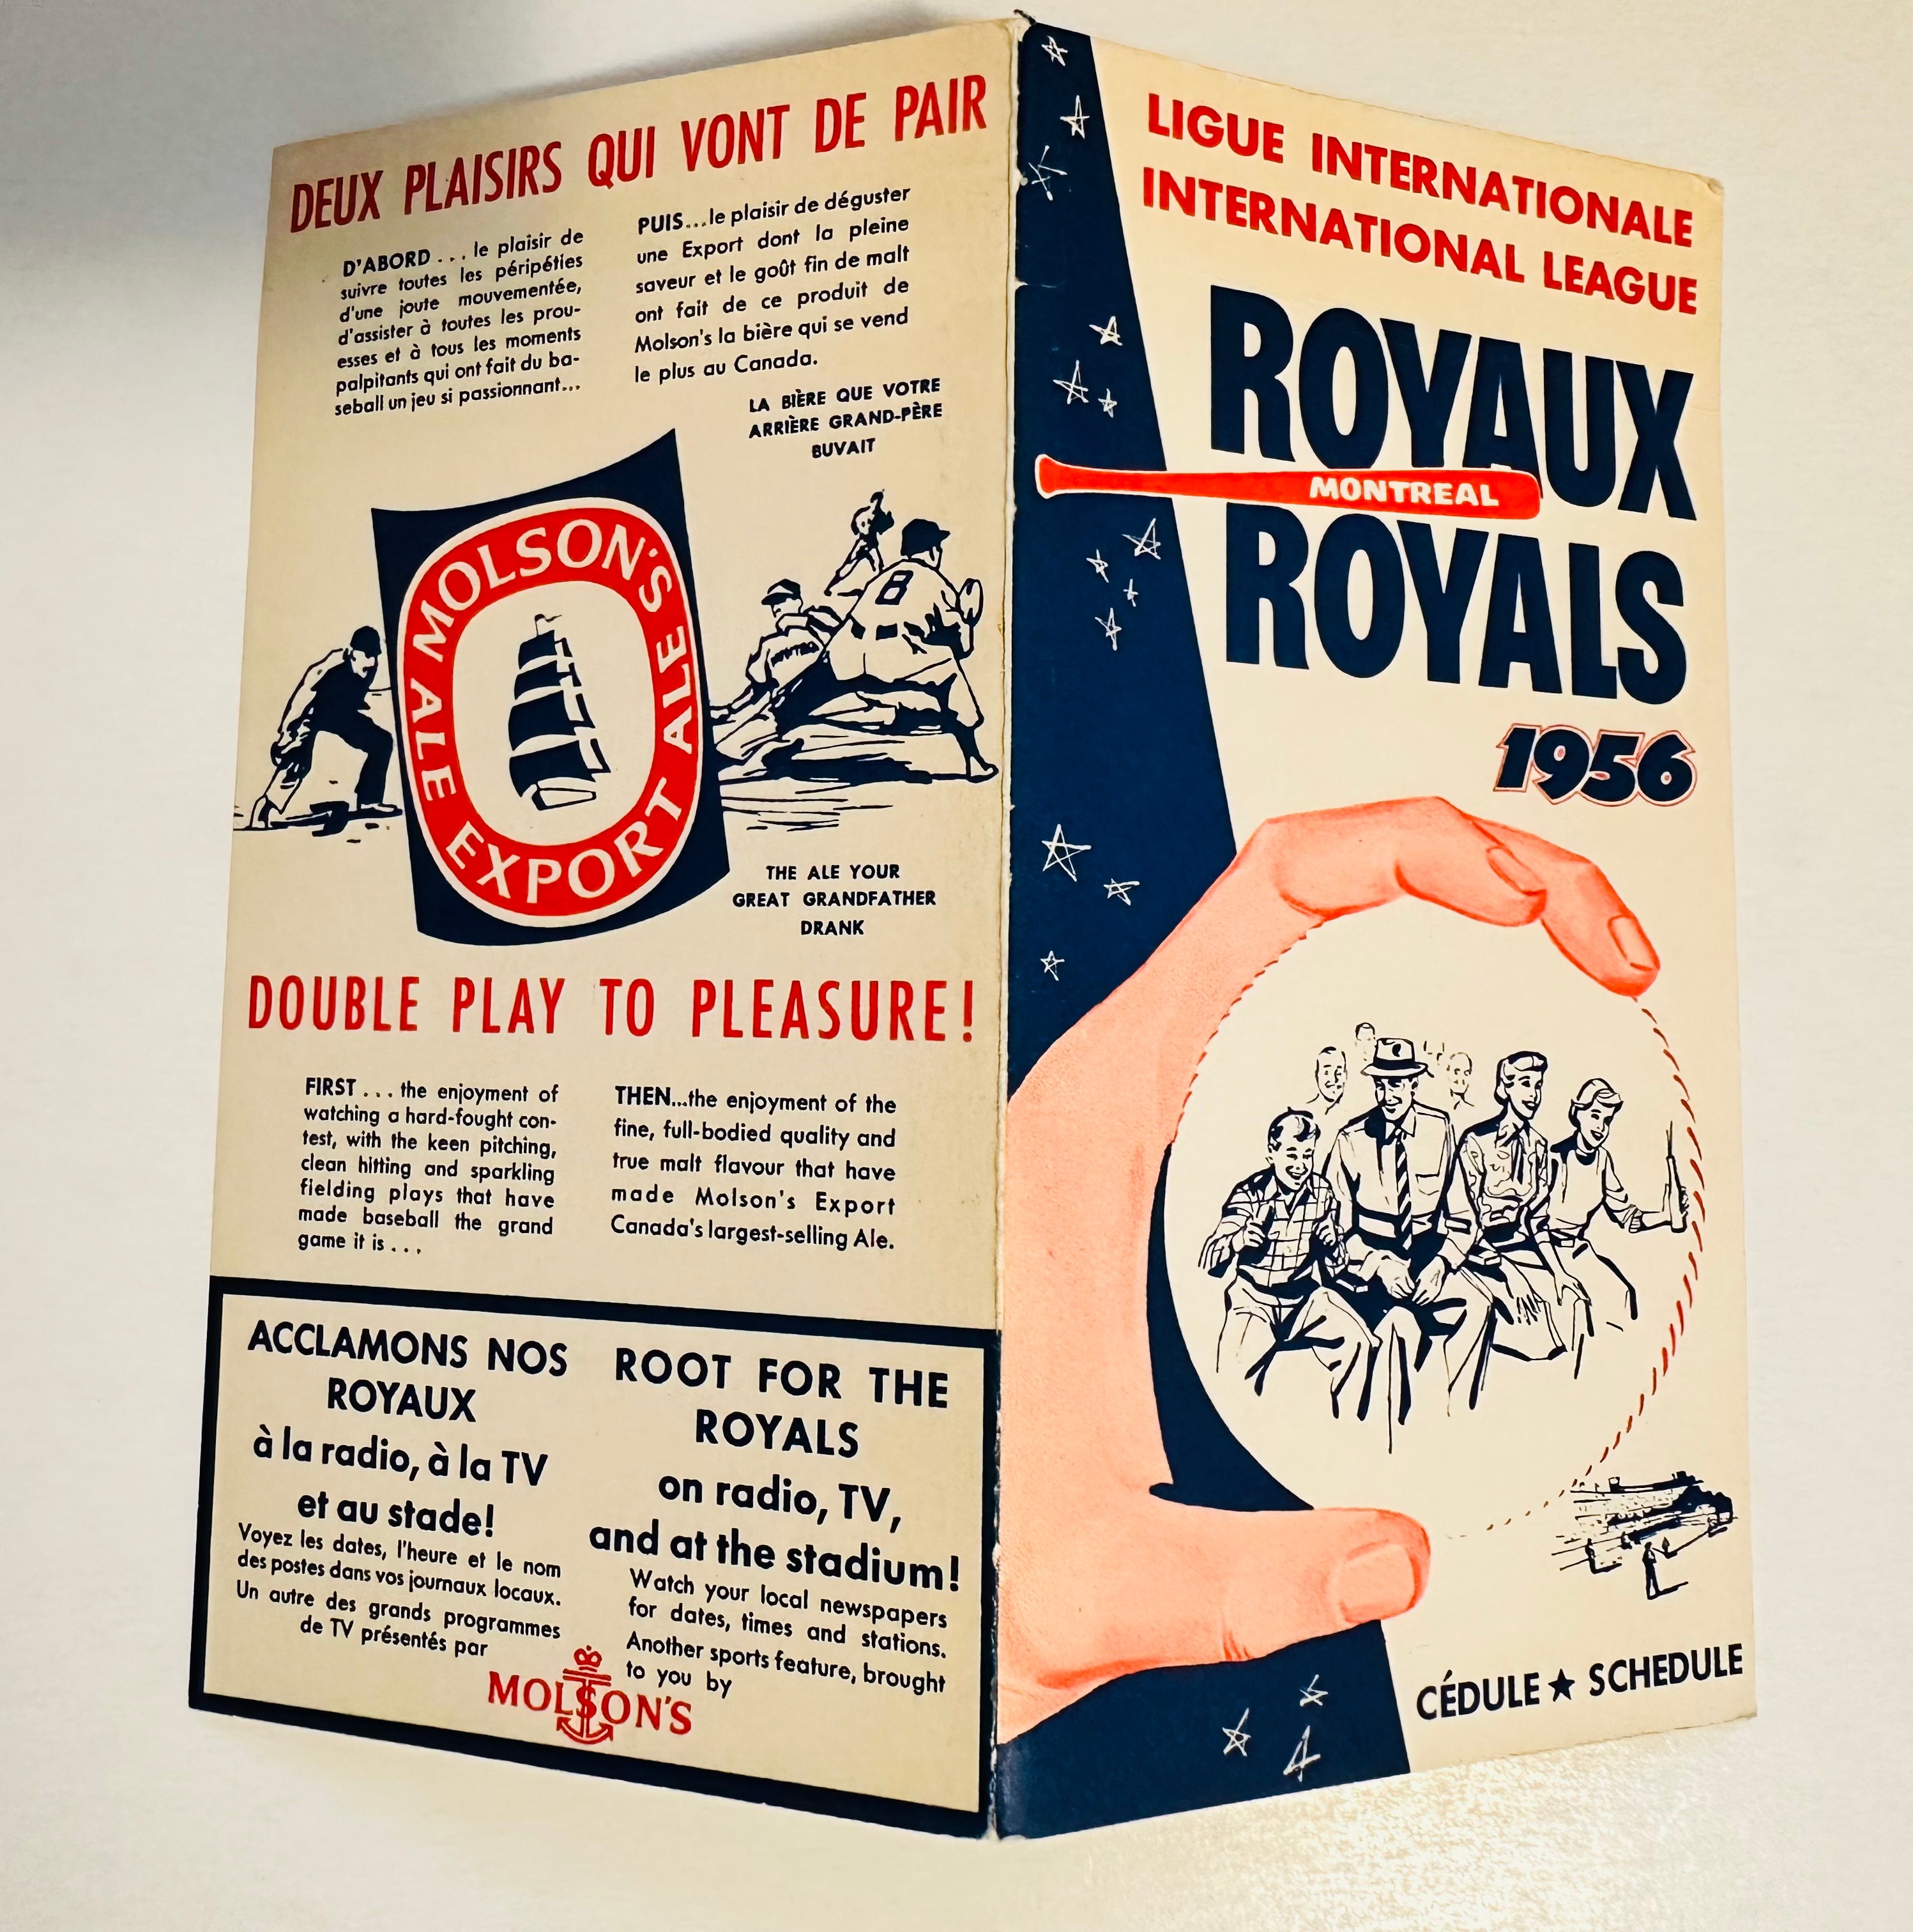 DEUX PLAISIRS QUI VONT DE PAIR
D'ABORD . . . le plaisir de
suivre toutes les péripéties
d'une joute mouvementée,
d'assister à toutes les prou-
esses et à tous les moments
palpitants qui ont fait du ba-
seball un jeu si passionnant...
PUIS...le plaisir de déguster
une Export dont la pleine
saveur et le goût fin de malt
ont fait de ce produit de
Molson's la bière qui se vend
le plus au Canada.
LA BIÈRE QUE VOTRE
ARRIÈRE GRAND-PÈRE
BUVAIT
MOLSON'S
ALE EXPORT ALE
8
THE ALE YOUR
GREAT GRANDFATHER
DRANK
DOUBLE PLAY TO PLEASURE!
FIRST . . . the enjoyment of
watching a hard-fought con-
test, with the keen pitching,
clean hitting and sparkling
fielding plays that have
made baseball the grand
game it is . . .
THEN...the enjoyment of the
fine, full-bodied quality and
true malt flavour that have
made Molson's Export
Canada's largest-selling Ale.
ACCLAMONS NOS
ROYAUX
à la radio, à la TV
et au stade!
Voyez les dates, l'heure et le nom
des postes dans vos journaux locaux.
Un autre des grands programmes
de TV présentés par
ROOT FOR THE
ROYALS
on radio, TV,
and at the stadium!
Watch your local newspapers
for dates, times and stations.
Another sports feature, brought
to you by
MOLSON'S
LIGUE INTERNATIONALE
INTERNATIONAL LEAGUE
ROYAUX
MONTREAL
ROYALS
1956
CÉDULE ★ SCHEDULE